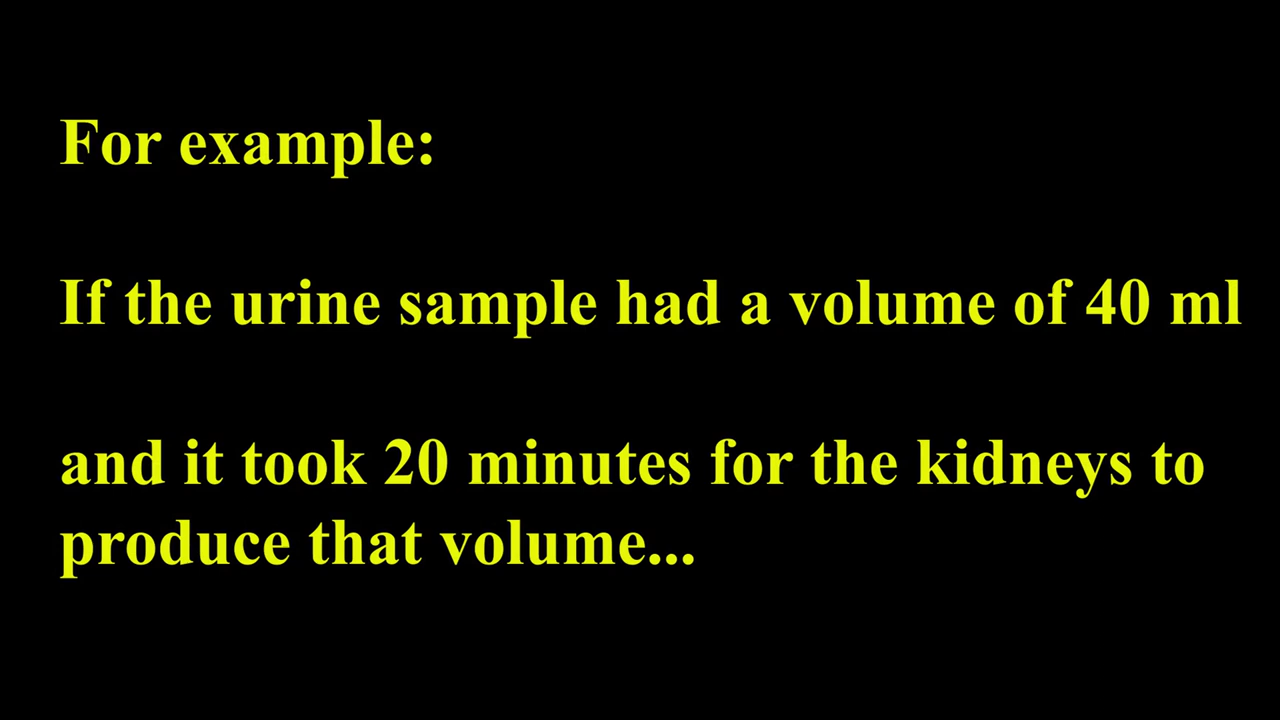 For example:
If the urine sample had a volume of 40 ml
and it took 20 minutes for the kidneys to
produce that volume...